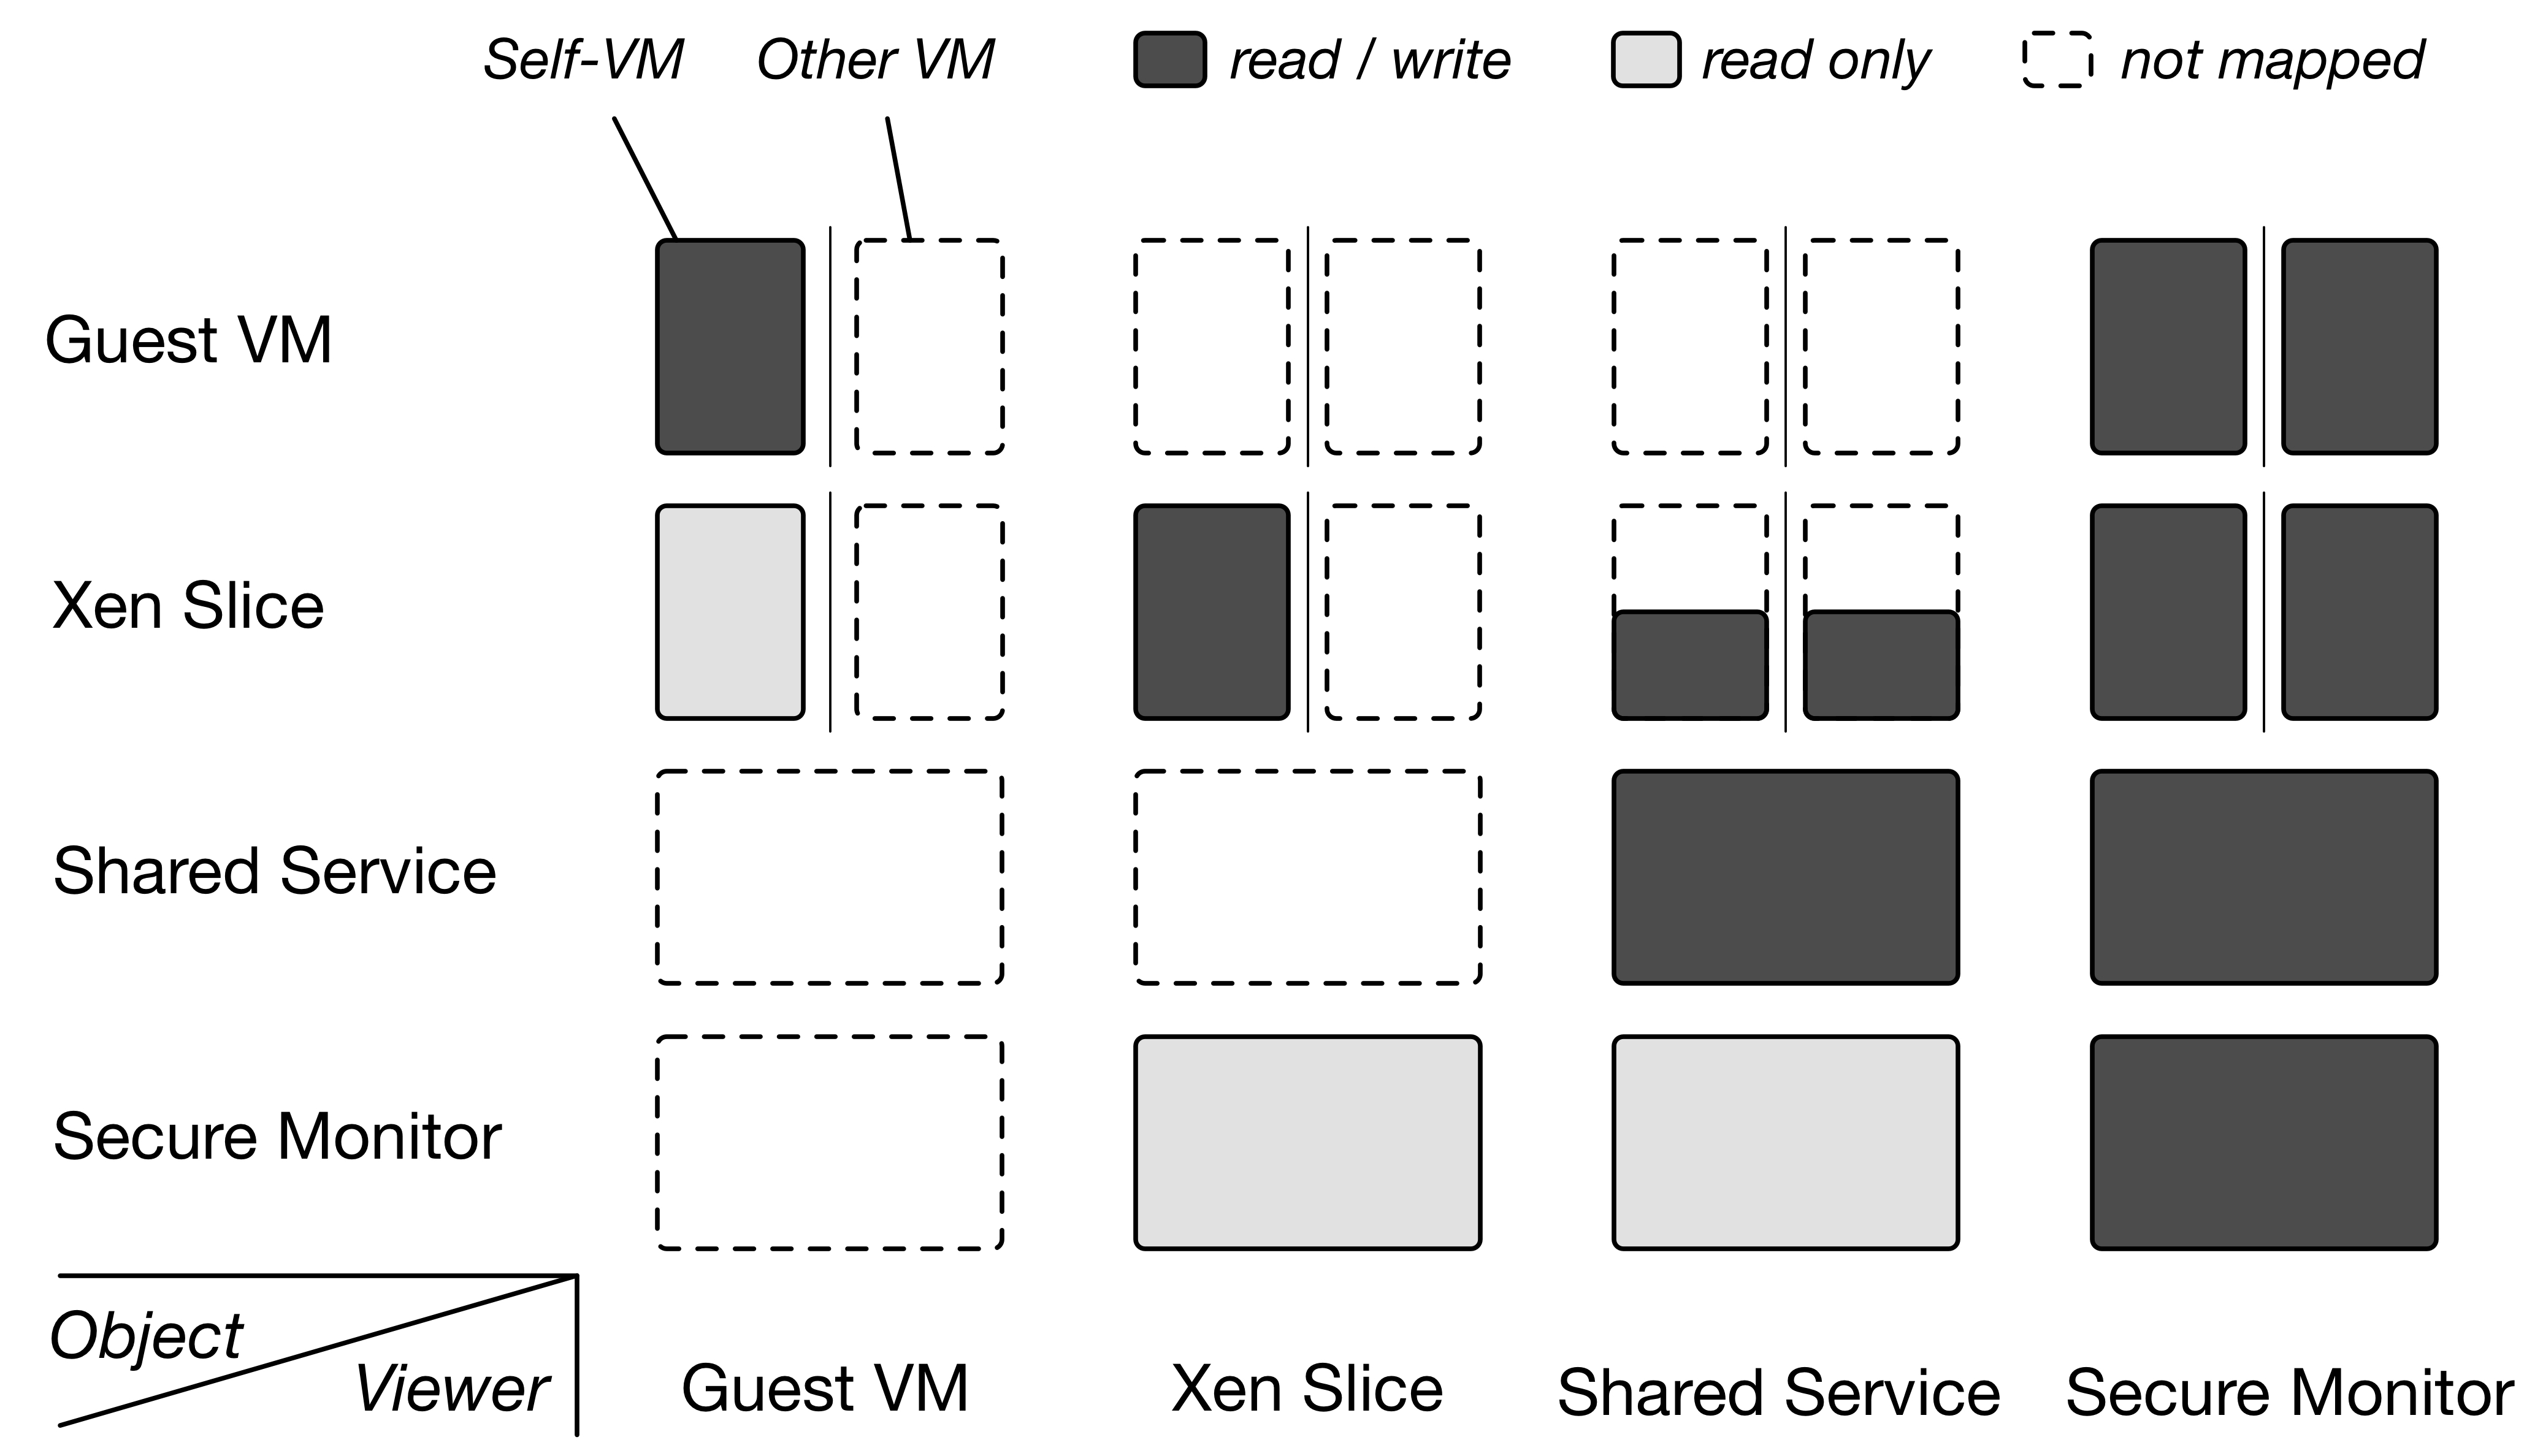 Self-VM Other VM read / write read only not mapped
Guest VM
Xen Slice
Shared Service
Secure Monitor
Object
Viewer Guest VM Xen Slice Shared Service Secure Monitor